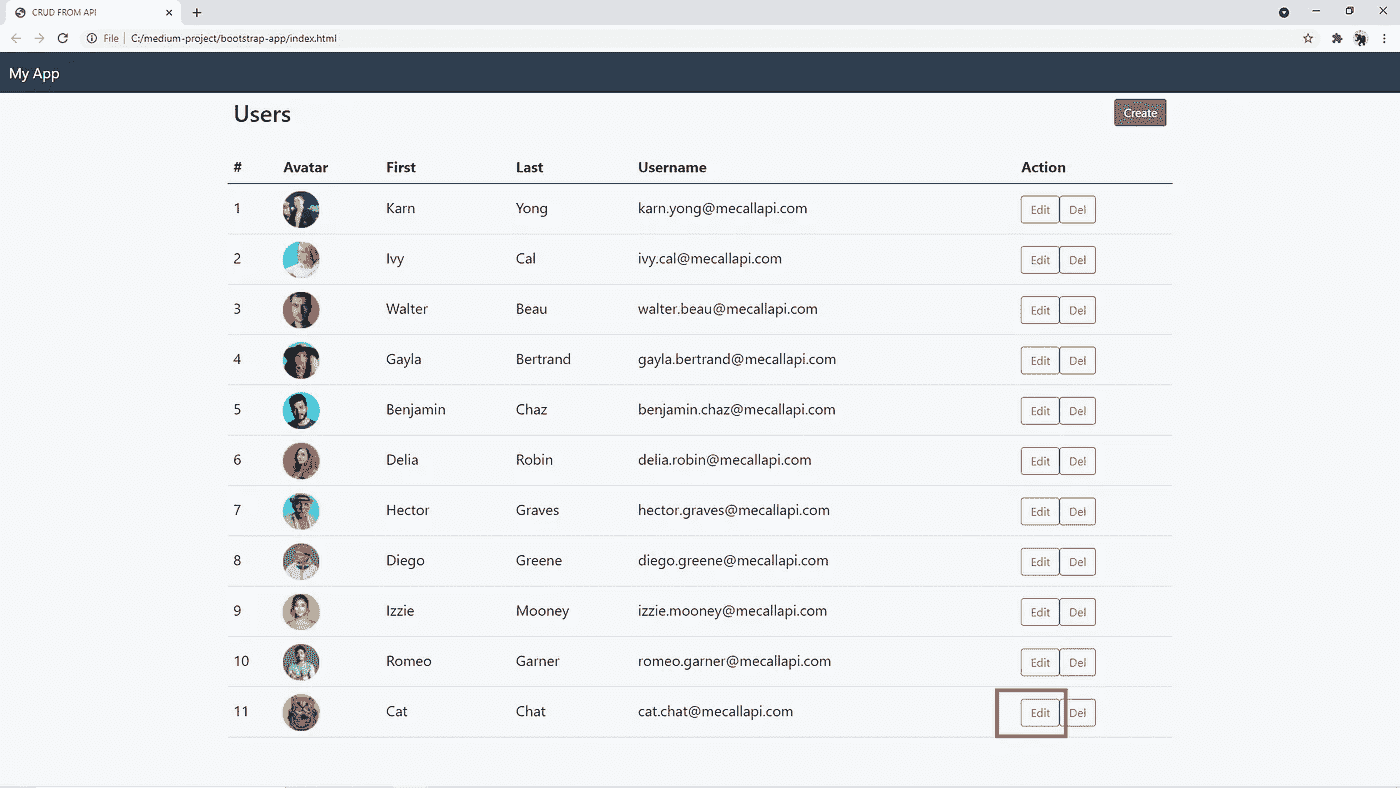 CRUD FROM API
File C:/medium-project/bootstrap-app/index.html
My App
Users Create
# Avatar First Last Username Action
1 Karn Yong karn.yong@mecallapi.com Edit Del
2 Ivy Cal ivy.cal@mecallapi.com Edit Del
3 Walter Beau walter.beau@mecallapi.com Edit Del
4 Gayla Bertrand gayla.bertrand@mecallapi.com Edit Del
5 Benjamin Chaz benjamin.chaz@mecallapi.com Edit Del
6 Delia Robin delia.robin@mecallapi.com Edit Del
7 Hector Graves hector.graves@mecallapi.com Edit Del
8 Diego Greene diego.greene@mecallapi.com Edit Del
9 Izzie Mooney izzie.mooney@mecallapi.com Edit Del
10 Romeo Garner romeo.garner@mecallapi.com Edit Del
11 Cat Chat cat.chat@mecallapi.com Edit Del